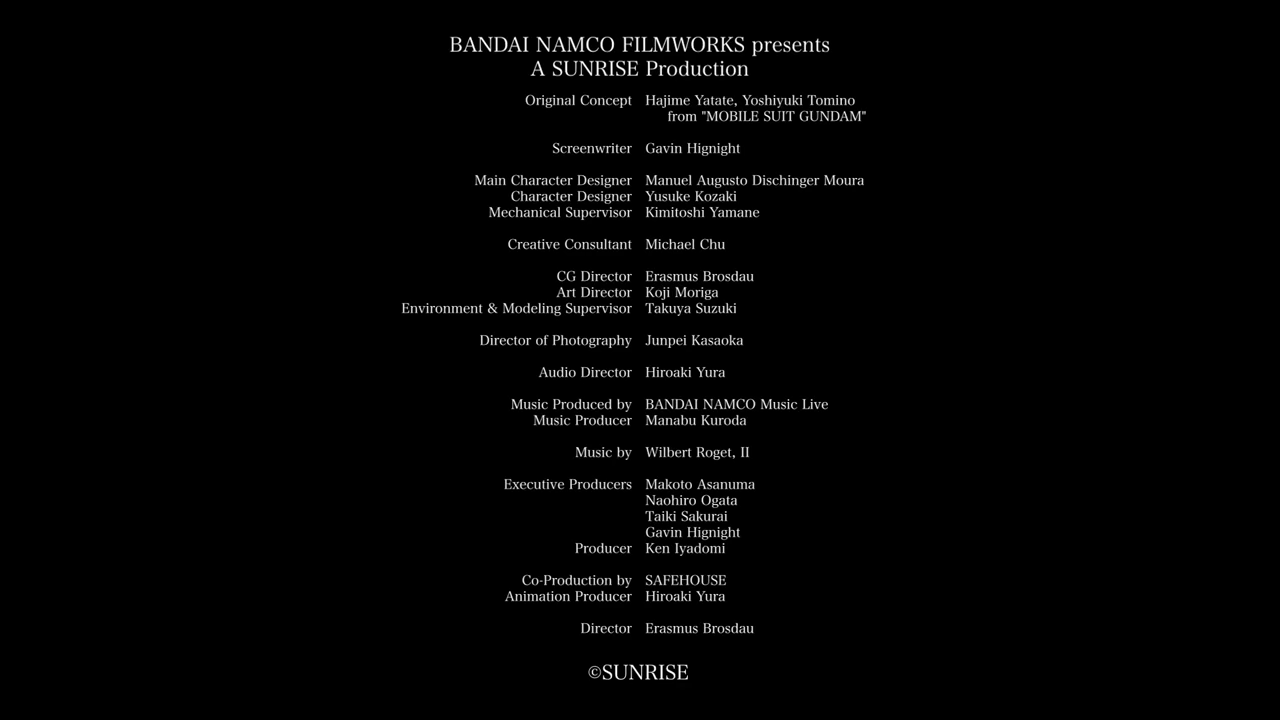 BANDAI NAMCO FILMWORKS presents
A SUNRISE Production
Original Concept Hajime Yatate, Yoshiyuki Tomino
from "MOBILE SUIT GUNDAM"
Screenwriter Gavin Hignight
Main Character Designer Manuel Augusto Dischinger Moura
Character Designer Yusuke Kozaki
Mechanical Supervisor Kimitoshi Yamane
Creative Consultant Michael Chu
CG Director Erasmus Brosdau
Art Director Koji Moriga
Environment & Modeling Supervisor Takuya Suzuki
Director of Photography Junpei Kasaoka
Audio Director Hiroaki Yura
Music Produced by BANDAI NAMCO Music Live
Music Producer Manabu Kuroda
Music by Wilbert Roget, II
Executive Producers Makoto Asanuma
Naohiro Ogata
Taiki Sakurai
Gavin Hignight
Producer Ken Iyadomi
Co-Production by SAFEHOUSE
Animation Producer Hiroaki Yura
Director Erasmus Brosdau
©SUNRISE